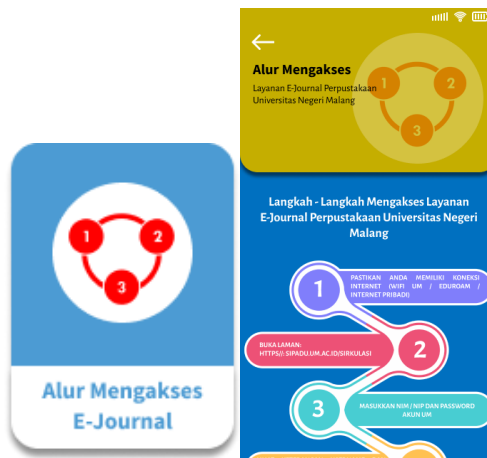 1
2
3
Alur Mengakses
E-Journal
Alur Mengakses
Layanan E-Journal Perpustakaan
Universitas Negeri Malang
1
2
3
Langkah - Langkah Mengakses Layanan
E-Journal Perpustakaan Universitas Negeri
Malang
1
PASTIKAN ANDA MEMILIKI KONEKSI
INTERNET (WIFI UM / EDUROAM /
INTERNET PRIBADI)
BUKA LAMAN:
HTTPS//:SIPADU.UM.AC.ID/SIRKULASI
2
3
MASUKKAN NIM / NIP DAN PASSWORD
AKUN UM